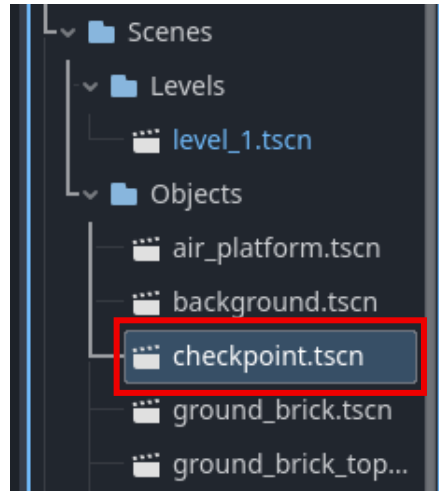 Scenes
Levels
level_1.tscn
Objects
air_platform.tscn
background.tscn
checkpoint.tscn
ground_brick.tscn
ground_brick_top...